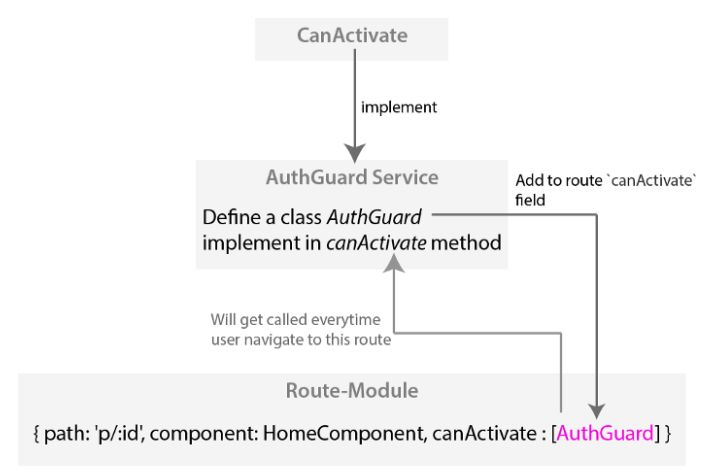 CanActivate
implement
AuthGuard Service
Define a class AuthGuard
implement in canActivate method
Add to route `canActivate`
field
Will get called everytime
user navigate to this route
Route-Module
{ path: 'p/:id', component: HomeComponent, canActivate : [AuthGuard] }